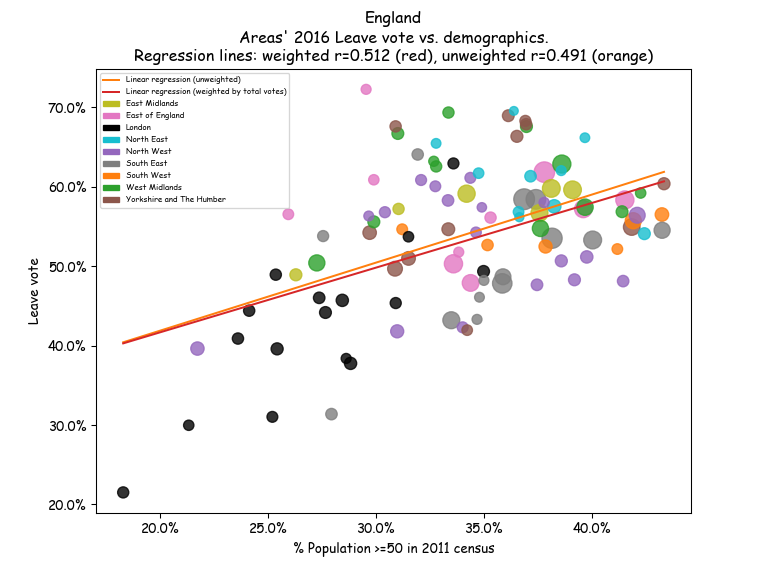 England
Areas' 2016 Leave vote vs. demographics.
Regression lines: weighted r=0.512 (red), unweighted r=0.491 (orange)
Linear regression (unweighted)
Linear regression (weighted by total votes)
East Midlands
East of England
London
North East
North West
South East
South West
West Midlands
Yorkshire and The Humber
70.0%
60.0%
50.0%
40.0%
30.0%
20.0%
Leave vote
20.0% 25.0% 30.0% 35.0% 40.0%
% Population >=50 in 2011 census